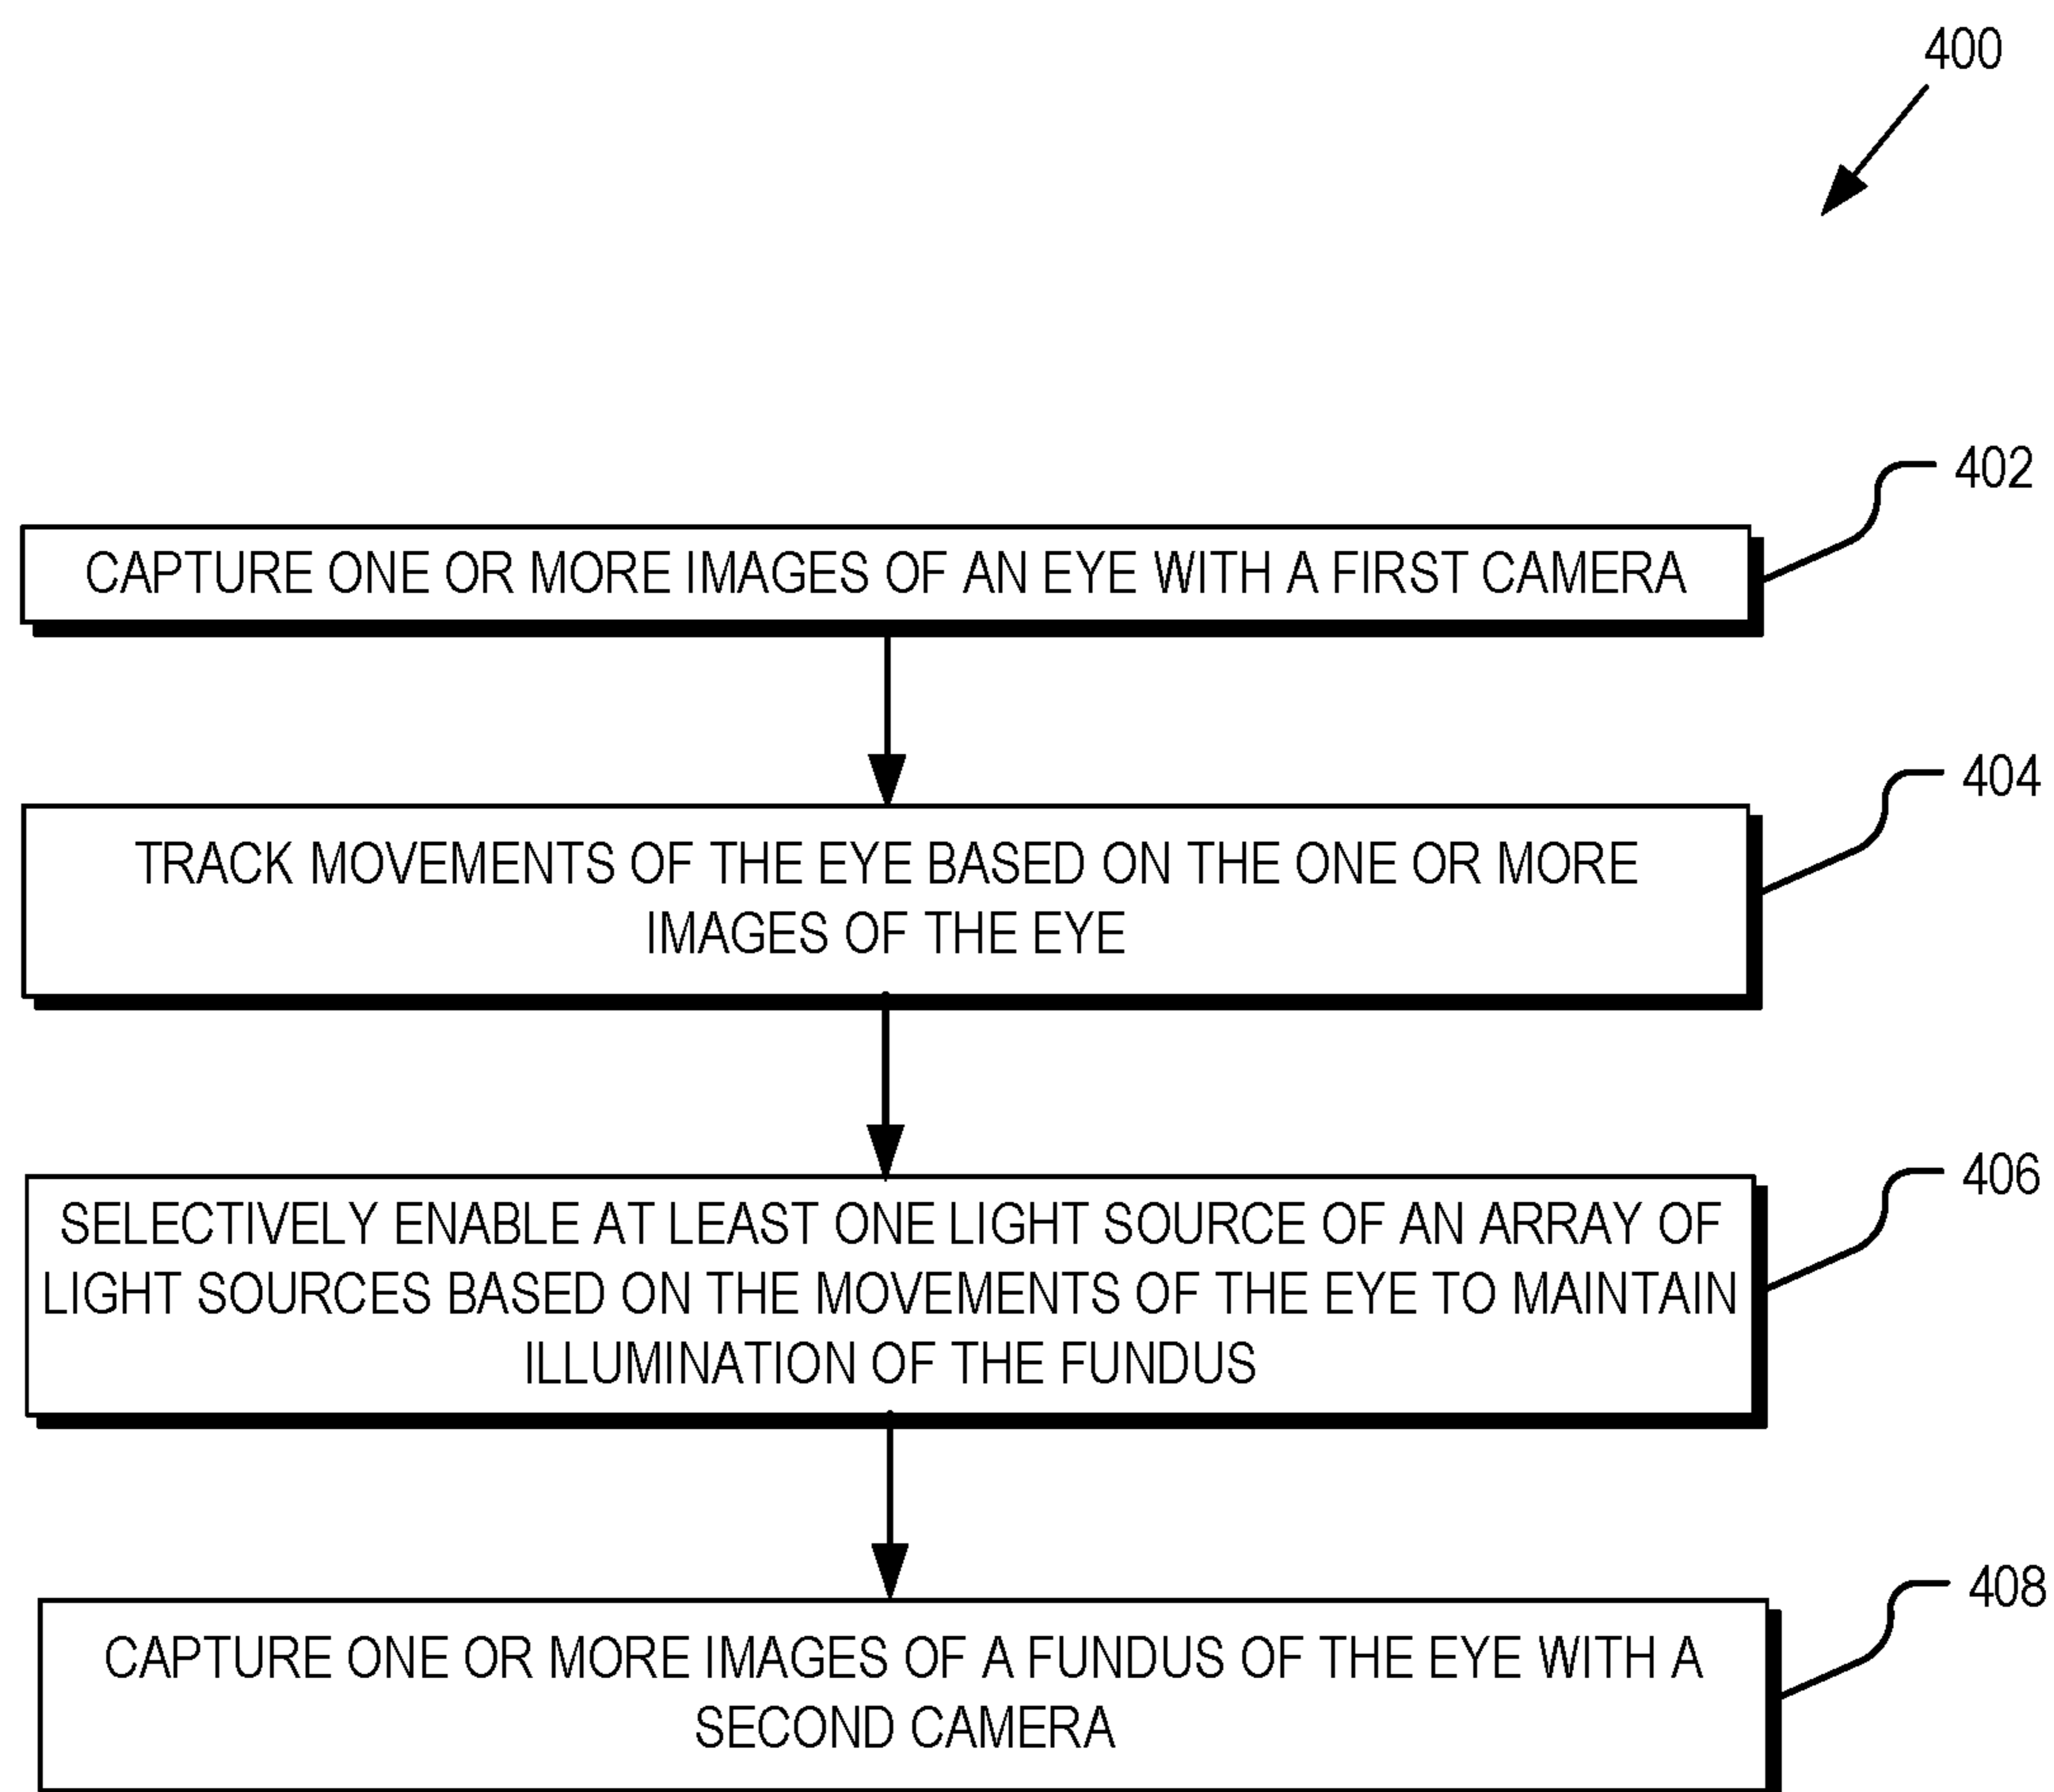 400
402
CAPTURE ONE OR MORE IMAGES OF AN EYE WITH A FIRST CAMERA
404
TRACK MOVEMENTS OF THE EYE BASED ON THE ONE OR MORE
IMAGES OF THE EYE
406
SELECTIVELY ENABLE AT LEAST ONE LIGHT SOURCE OF AN ARRAY OF
LIGHT SOURCES BASED ON THE MOVEMENTS OF THE EYE TO MAINTAIN
ILLUMINATION OF THE FUNDUS
408
CAPTURE ONE OR MORE IMAGES OF A FUNDUS OF THE EYE WITH A
SECOND CAMERA